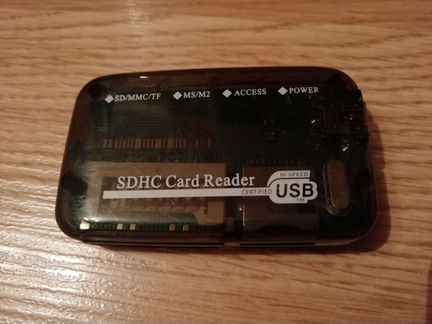 SD/MMC/TF MS/M2 ACCESS POWER
SDHC Card Reader
HI-SPEED
CERTIFIED USB